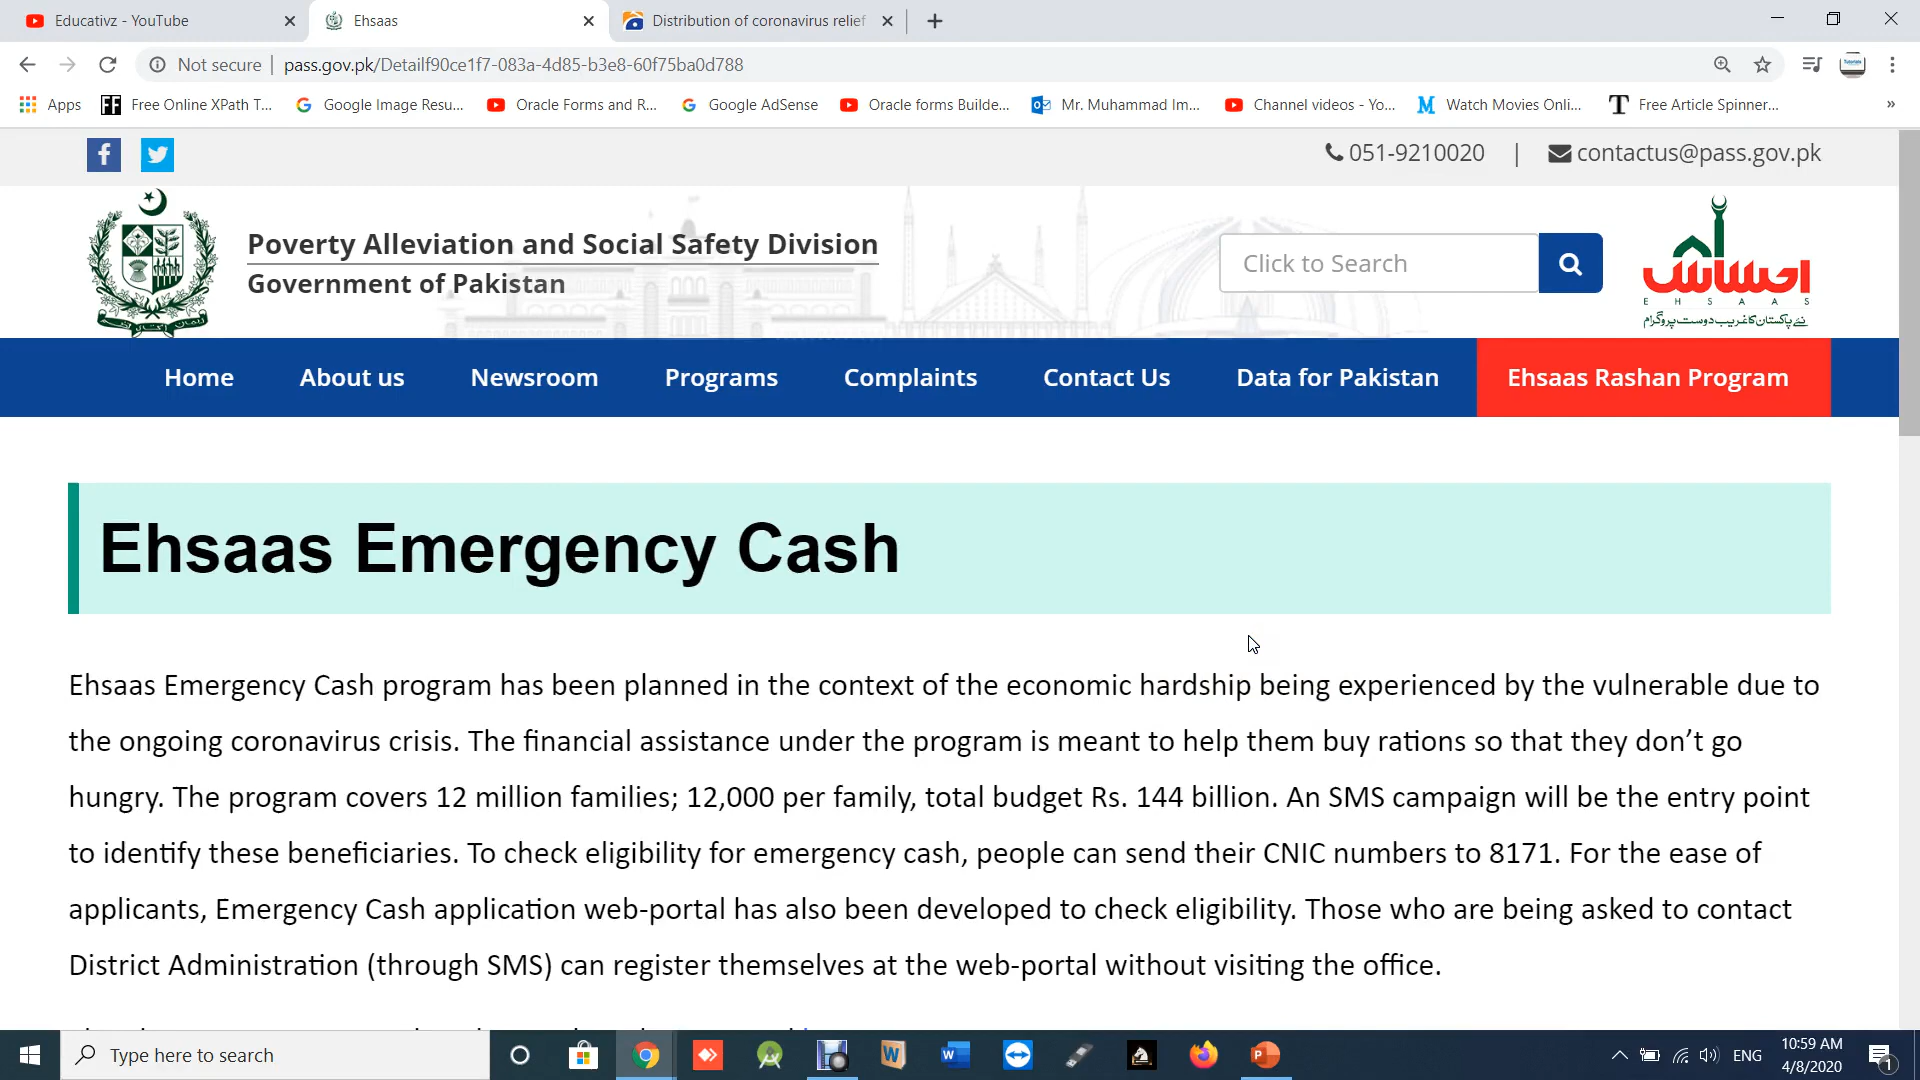 Educativz - YouTube
Ehsaas
Distribution of coronavirus relief
Not secure | pass.gov.pk/Detailf90ce1f7-083a-4d85-b3e8-60f75ba0d788
Apps
Free Online XPath T...
Google Image Resu...
Oracle Forms and R...
Google AdSense
Oracle forms Builde...
Mr. Muhammad Im...
Channel videos - Yo...
Watch Movies Onli...
Free Article Spinner...
051-9210020 | contactus@pass.gov.pk
Poverty Alleviation and Social Safety Division
Government of Pakistan
Click to Search
احساس
EHSAAS
نئے پاکستان کا غریب دوست پروگرام
Home
About us
Newsroom
Programs
Complaints
Contact Us
Data for Pakistan
Ehsaas Rashan Program
Ehsaas Emergency Cash
Ehsaas Emergency Cash program has been planned in the context of the economic hardship being experienced by the vulnerable due to
the ongoing coronavirus crisis. The financial assistance under the program is meant to help them buy rations so that they don’t go
hungry. The program covers 12 million families; 12,000 per family, total budget Rs. 144 billion. An SMS campaign will be the entry point
to identify these beneficiaries. To check eligibility for emergency cash, people can send their CNIC numbers to 8171. For the ease of
applicants, Emergency Cash application web-portal has also been developed to check eligibility. Those who are being asked to contact
District Administration (through SMS) can register themselves at the web-portal without visiting the office.
Type here to search
ENG
10:59 AM
4/8/2020
1